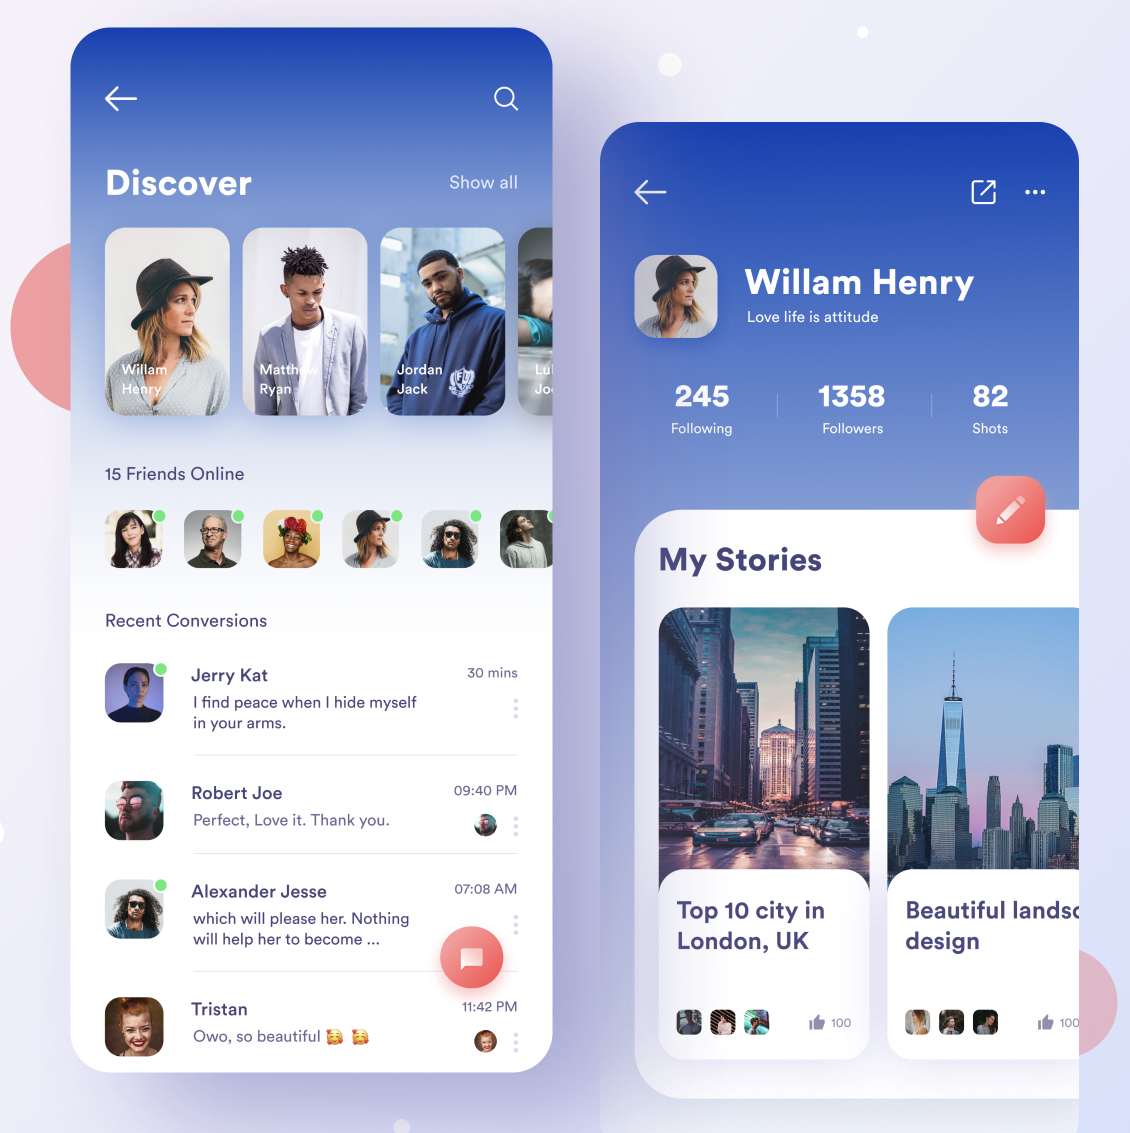 Discover
Show all
Willam
Henry
Matthew
Ryan
Jordan
Jack
15 Friends Online
Recent Conversions
Jerry Kat
30 mins
I find peace when I hide myself
in your arms.
Robert Joe
09:40 PM
Perfect, Love it. Thank you.
Alexander Jesse
07:08 AM
which will please her. Nothing
will help her to become ...
Tristan
11:42 PM
Owo, so beautiful 🥰 🥰
Willam Henry
Love life is attitude
245
1358
82
Following
Followers
Shots
My Stories
Top 10 city in
London, UK
100
Beautiful landsc
design
100